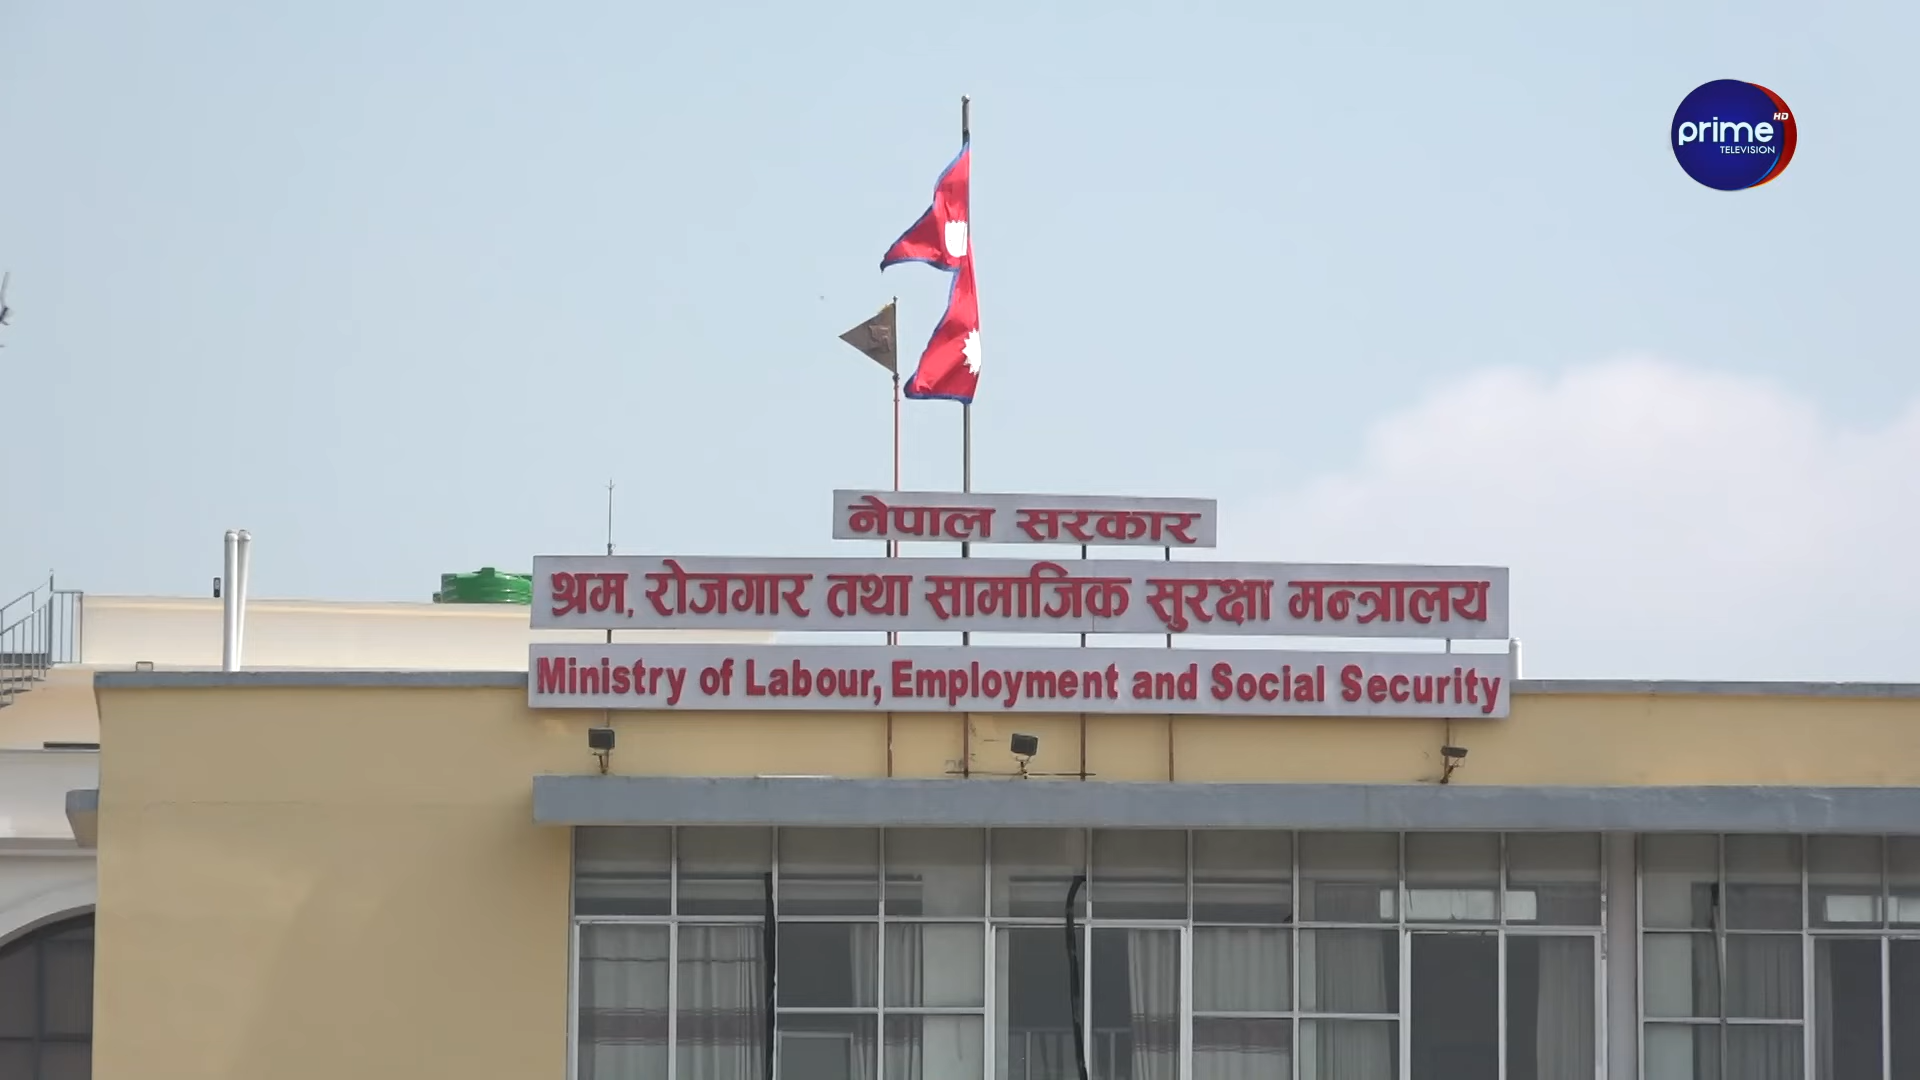 prime HD
TELEVISION
नेपाल सरकार
श्रम, रोजगार तथा सामाजिक सुरक्षा मन्त्रालय
Ministry of Labour, Employment and Social Security